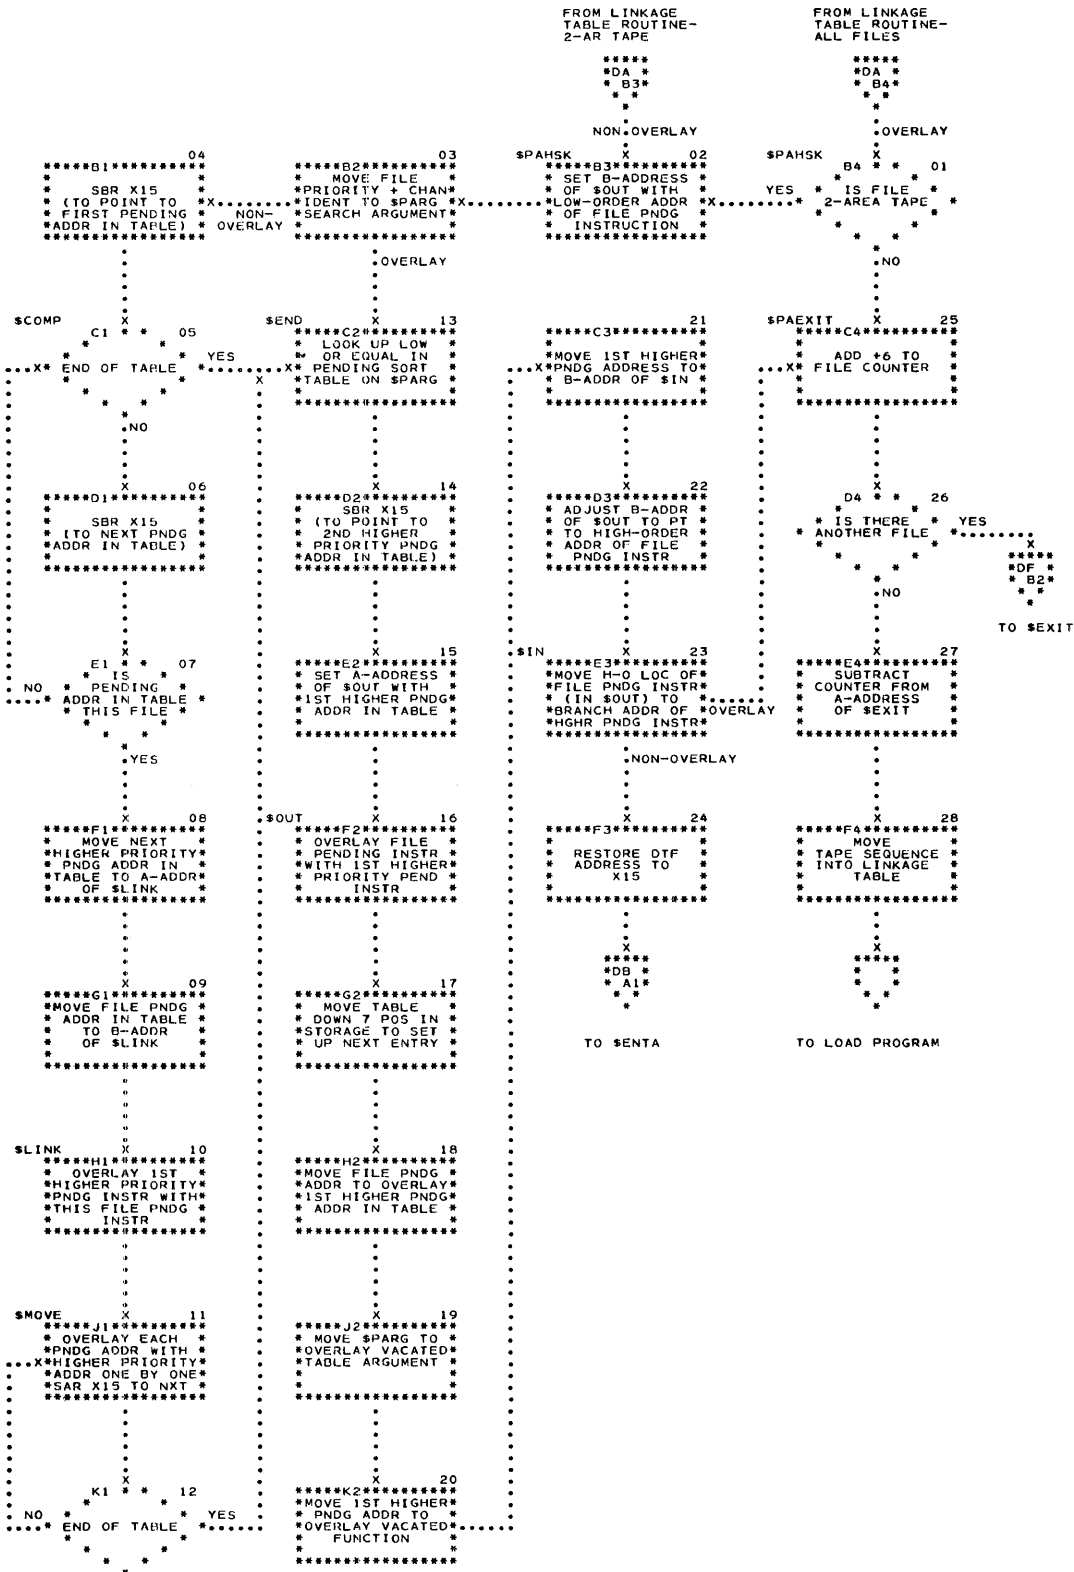 FROM LINKAGE
TABLE ROUTINE-
2-AR TAPE
FROM LINKAGE
TABLE ROUTINE-
ALL FILES
DA
B3
DA
B4
NON OVERLAY
OVERLAY
04
B1
SBR X15
(TO POINT TO
FIRST PENDING
ADDR IN TABLE)
NON-
OVERLAY
03
B2
MOVE FILE
PRIORITY + CHAN
IDENT TO $PARG
SEARCH ARGUMENT
$PAHSK
02
B3
SET B-ADDRESS
OF $OUT WITH
LOW-ORDER ADDR
OF FILE PNDG
INSTRUCTION
$PAHSK
B4
01
IS FILE
2-AREA TAPE
YES
NO
OVERLAY
$COMP
C1
05
END OF TABLE
YES
NO
$END
13
C2
LOOK UP LOW
OR EQUAL IN
PENDING SORT
TABLE ON $PARG
21
C3
MOVE 1ST HIGHER
PNDG ADDRESS TO
B-ADDR OF $IN
$PAEXIT
25
C4
ADD +6 TO
FILE COUNTER
06
D1
SBR X15
(TO NEXT PNDG
ADDR IN TABLE)
14
D2
SBR X15
(TO POINT TO
2ND HIGHER
PRIORITY PNDG
ADDR IN TABLE)
22
D3
ADJUST B-ADDR
OF $OUT TO PT
TO HIGH-ORDER
ADDR OF FILE
PNDG INSTR
D4
26
IS THERE
ANOTHER FILE
YES
DF
B2
TO $EXIT
NO
E1
07
IS
PENDING
ADDR IN TABLE
THIS FILE
NO
YES
15
E2
SET A-ADDRESS
OF $OUT WITH
1ST HIGHER PNDG
ADDR IN TABLE
$IN
23
E3
MOVE H-O LOC OF
FILE PNDG INSTR
(IN $OUT) TO
BRANCH ADDR OF
HGHR PNDG INSTR
OVERLAY
NON-OVERLAY
27
E4
SUBTRACT
COUNTER FROM
A-ADDRESS
OF $EXIT
08
F1
MOVE NEXT
HIGHER PRIORITY
PNDG ADDR IN
TABLE TO A-ADDR
OF $LINK
$OUT
16
F2
OVERLAY FILE
PENDING INSTR
WITH 1ST HIGHER
PRIORITY PEND
INSTR
24
F3
RESTORE DTF
ADDRESS TO
X15
28
F4
MOVE
TAPE SEQUENCE
INTO LINKAGE
TABLE
09
G1
MOVE FILE PNDG
ADDR IN TABLE
TO B-ADDR
OF $LINK
17
G2
MOVE TABLE
DOWN 7 POS IN
STORAGE TO SET
UP NEXT ENTRY
DB
A1
TO $ENTA
TO LOAD PROGRAM
$LINK
10
H1
OVERLAY 1ST
HIGHER PRIORITY
PNDG INSTR WITH
THIS FILE PNDG
INSTR
18
H2
MOVE FILE PNDG
ADDR TO OVERLAY
1ST HIGHER PNDG
ADDR IN TABLE
$MOVE
11
J1
OVERLAY EACH
PNDG ADDR WITH
HIGHER PRIORITY
ADDR ONE BY ONE
SAR X15 TO NXT
19
J2
MOVE $PARG TO
OVERLAY VACATED
TABLE ARGUMENT
K1
12
NO
END OF TABLE
YES
20
K2
MOVE 1ST HIGHER
PNDG ADDR TO
OVERLAY VACATED
FUNCTION